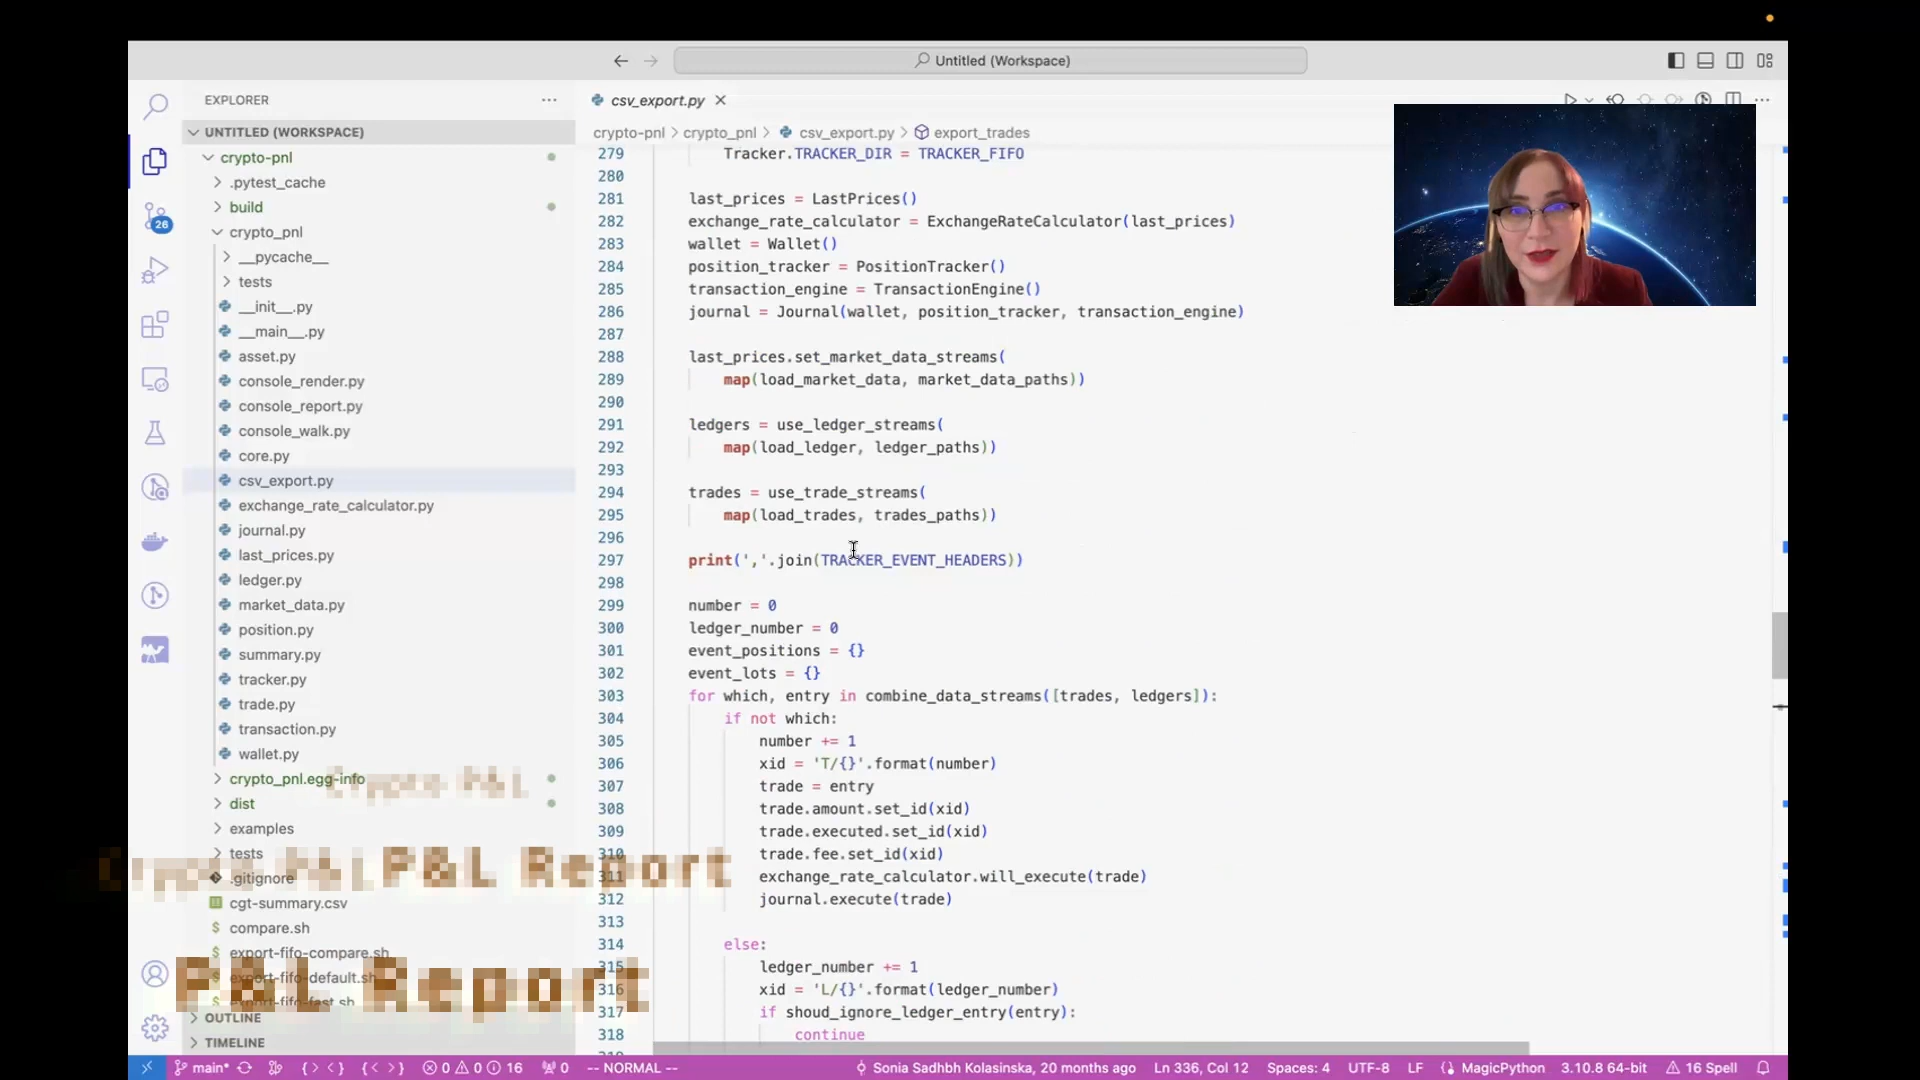 Untitled (Workspace)
EXPLORER
UNTITLED (WORKSPACE)
crypto-pnl
.pytest_cache
build
crypto_pnl
__pycache__
tests
__init__.py
__main__.py
asset.py
console_render.py
console_report.py
console_walk.py
core.py
csv_export.py
exchange_rate_calculator.py
journal.py
last_prices.py
ledger.py
market_data.py
position.py
summary.py
tracker.py
trade.py
transaction.py
wallet.py
crypto_pnl.egg-info
dist
examples
tests
.gitignore
cgt-summary.csv
compare.sh
export-fifo-compare.sh
export-fifo-default.sh
export-fifo-fast.sh
OUTLINE
TIMELINE
26
Crypto P&L
Crypto P&L P&L Report
P&L Report
csv_export.py
crypto-pnl > crypto_pnl > csv_export.py > export_trades
279 Tracker.TRACKER_DIR = TRACKER_FIFO
280
281 last_prices = LastPrices()
282 exchange_rate_calculator = ExchangeRateCalculator(last_prices)
283 wallet = Wallet()
284 position_tracker = PositionTracker()
285 transaction_engine = TransactionEngine()
286 journal = Journal(wallet, position_tracker, transaction_engine)
287
288 last_prices.set_market_data_streams(
289 map(load_market_data, market_data_paths))
290
291 ledgers = use_ledger_streams(
292 map(load_ledger, ledger_paths))
293
294 trades = use_trade_streams(
295 map(load_trades, trades_paths))
296
297 print(','.join(TRACKER_EVENT_HEADERS))
298
299 number = 0
300 ledger_number = 0
301 event_positions = {}
302 event_lots = {}
303 for which, entry in combine_data_streams([trades, ledgers]):
304 if not which:
305 number += 1
306 xid = 'T/{}'.format(number)
307 trade = entry
308 trade.amount.set_id(xid)
309 trade.executed.set_id(xid)
310 trade.fee.set_id(xid)
311 exchange_rate_calculator.will_execute(trade)
312 journal.execute(trade)
313
314 else:
315 ledger_number += 1
316 xid = 'L/{}'.format(ledger_number)
317 if shoud_ignore_ledger_entry(entry):
318 continue
main* 0 0 16 0 -- NORMAL -- Sonia Sadhbh Kolasinska, 20 months ago Ln 336, Col 12 Spaces: 4 UTF-8 LF MagicPython 3.10.8 64-bit 16 Spell